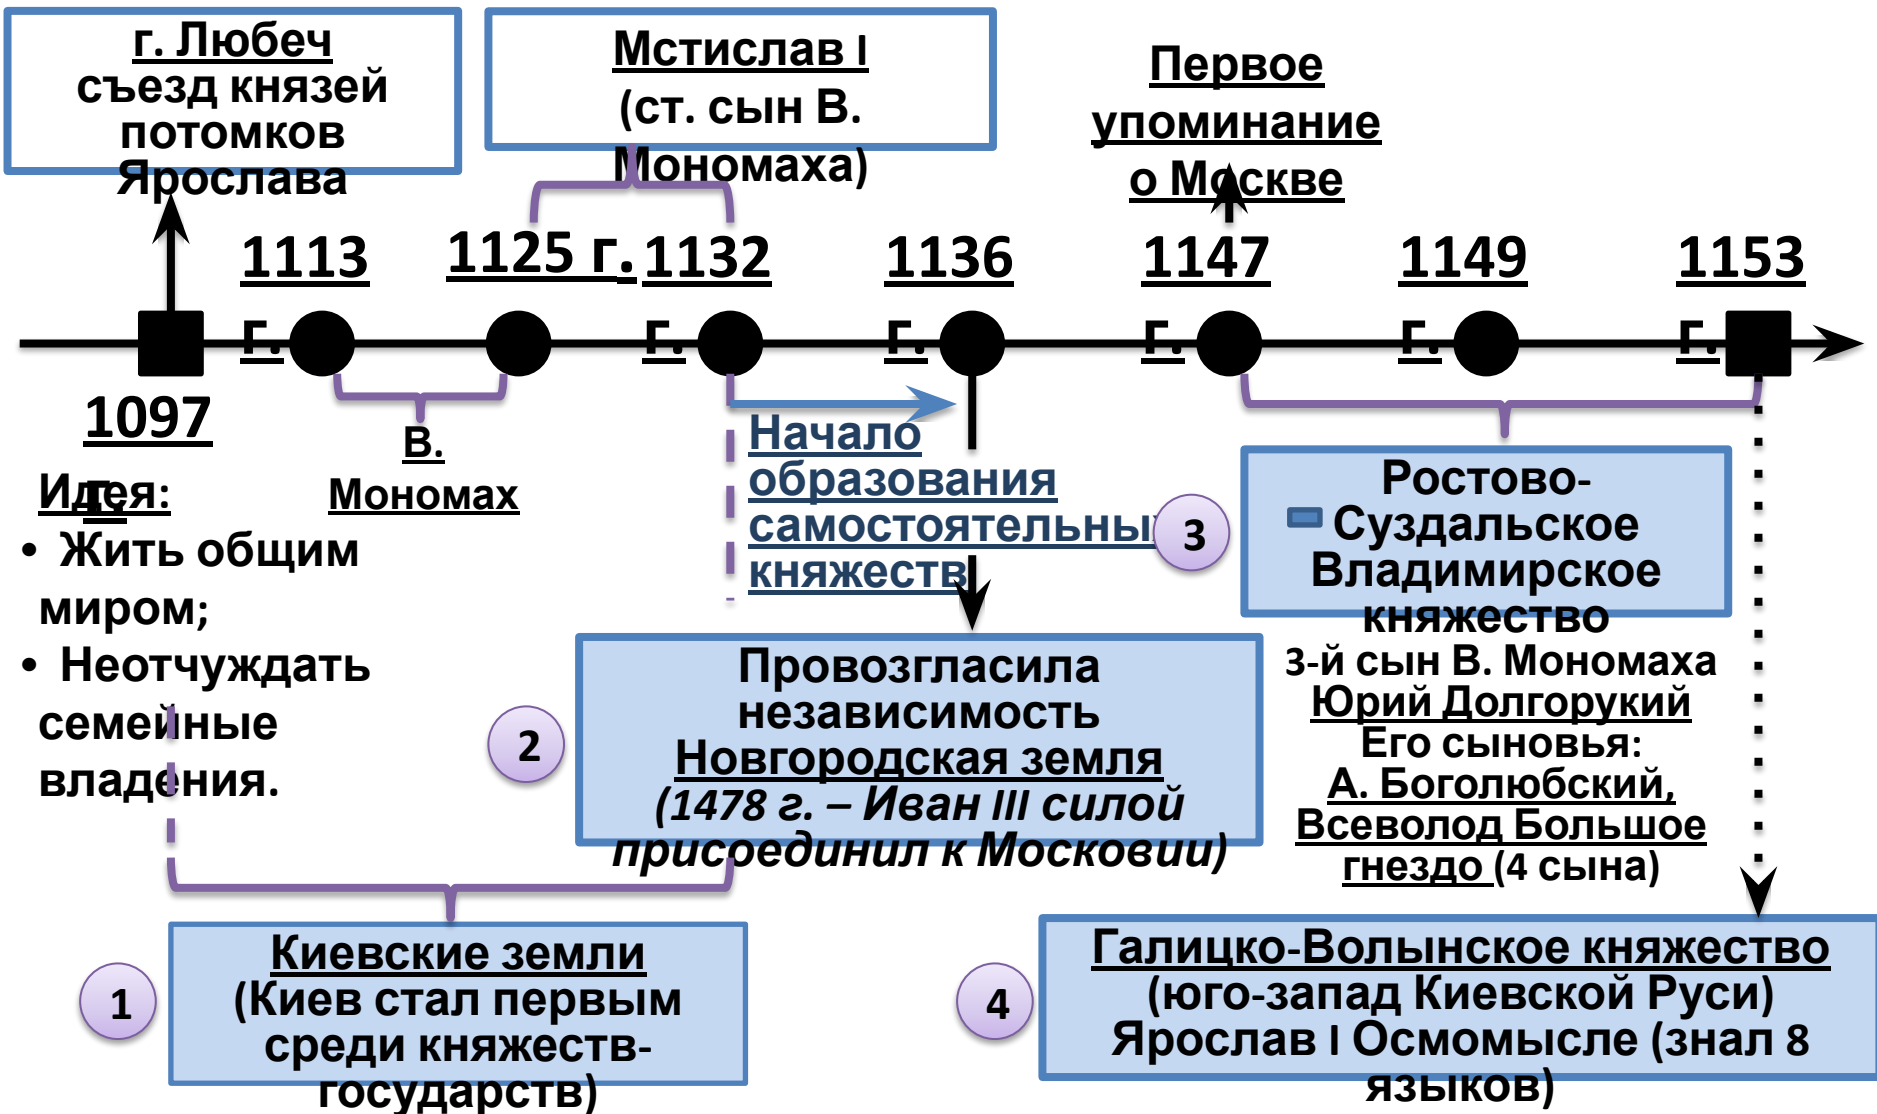 г. Любеч
съезд князей
потомков
Ярослава
Мстислав I
(ст. сын В.
Мономаха)
Первое
упоминание
о Москве
1113
г.
1125 г.
1132
г.
1136
г.
1147
г.
1149
г.
1153
г.
1097
г.
Идея:
• Жить общим
миром;
• Неотчуждать
семейные
владения.
В.
Мономах
Начало
образования
самостоятельных
княжеств
2
Провозгласила
независимость
Новгородская земля
(1478 г. – Иван III силой
присоединил к Московии)
3
Ростово-
Суздальское
Владимирское
княжество
3-й сын В. Мономаха
Юрий Долгорукий
Его сыновья:
А. Боголюбский,
Всеволод Большое
гнездо (4 сына)
1
Киевские земли
(Киев стал первым
среди княжеств-
государств)
4
Галицко-Волынское княжество
(юго-запад Киевской Руси)
Ярослав I Осмомысле (знал 8
языков)